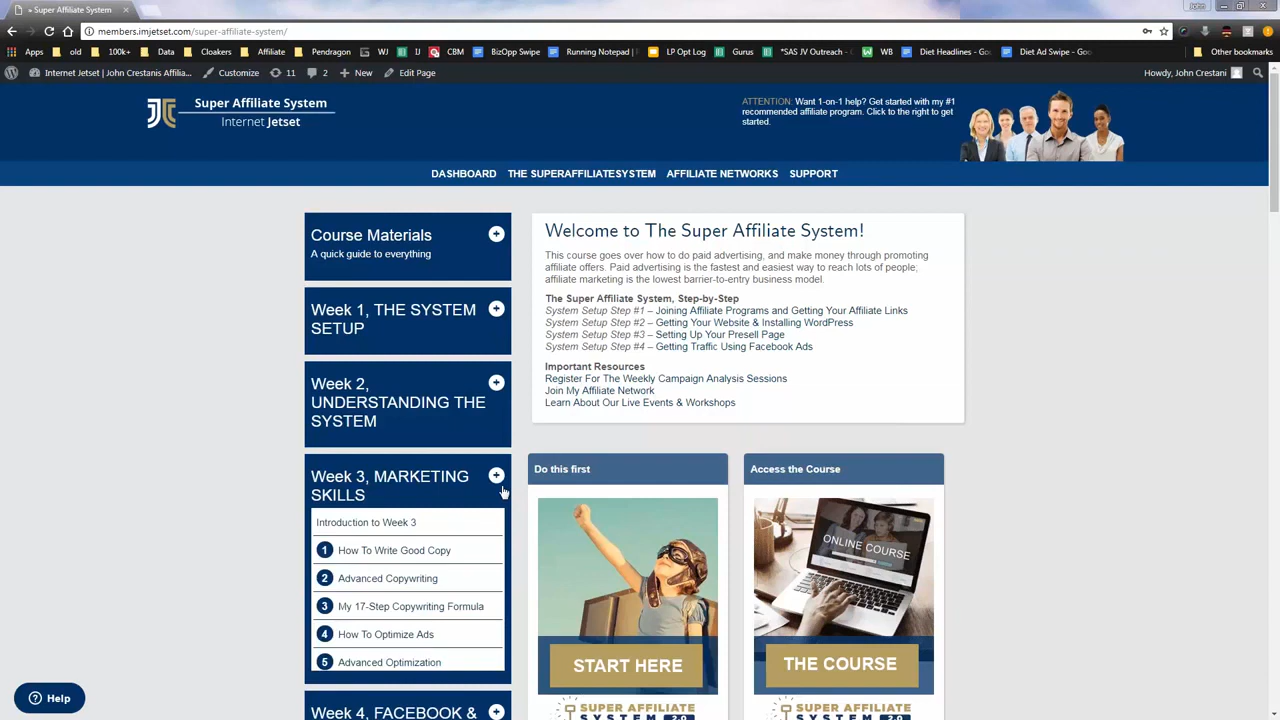 » Super Affiliate System
members.imjetset.com/super-affiliate-system/
Apps old 100k+ Data Cloakers Affiliate Pendragon WJ IJ CBM BizOpp Swipe Running Notepad LP Opt Log Gurus *SAS JV Outreach WB Diet Headlines - Go Diet Ad Swipe - Goo Other bookmarks
Internet Jetset | John Crestani Affilia... Customize 11 2 New Edit Page Howdy, John Crestani
Super Affiliate System
Internet Jetset
ATTENTION: Want 1-on-1 help? Get started with my #1
recommended affiliate program. Click to the right to get
started.
DASHBOARD THE SUPERAFFILIATESYSTEM AFFILIATE NETWORKS SUPPORT
Course Materials
A quick guide to everything
Week 1, THE SYSTEM
SETUP
Week 2,
UNDERSTANDING THE
SYSTEM
Week 3, MARKETING
SKILLS
Introduction to Week 3
1 How To Write Good Copy
2 Advanced Copywriting
3 My 17-Step Copywriting Formula
4 How To Optimize Ads
5 Advanced Optimization
Week 4, FACEBOOK &
Welcome to The Super Affiliate System!
This course goes over how to do paid advertising, and make money through promoting
affiliate offers. Paid advertising is the fastest and easiest way to reach lots of people;
affiliate marketing is the lowest barrier-to-entry business model.
The Super Affiliate System, Step-by-Step
System Setup Step #1 – Joining Affiliate Programs and Getting Your Affiliate Links
System Setup Step #2 – Getting Your Website & Installing WordPress
System Setup Step #3 – Setting Up Your Presell Page
System Setup Step #4 – Getting Traffic Using Facebook Ads
Important Resources
Register For The Weekly Campaign Analysis Sessions
Join My Affiliate Network
Learn About Our Live Events & Workshops
Do this first
START HERE
SUPER AFFILIATE
SYSTEM 2.0
Access the Course
ONLINE COURSE
THE COURSE
SUPER AFFILIATE
SYSTEM 2.0
Help